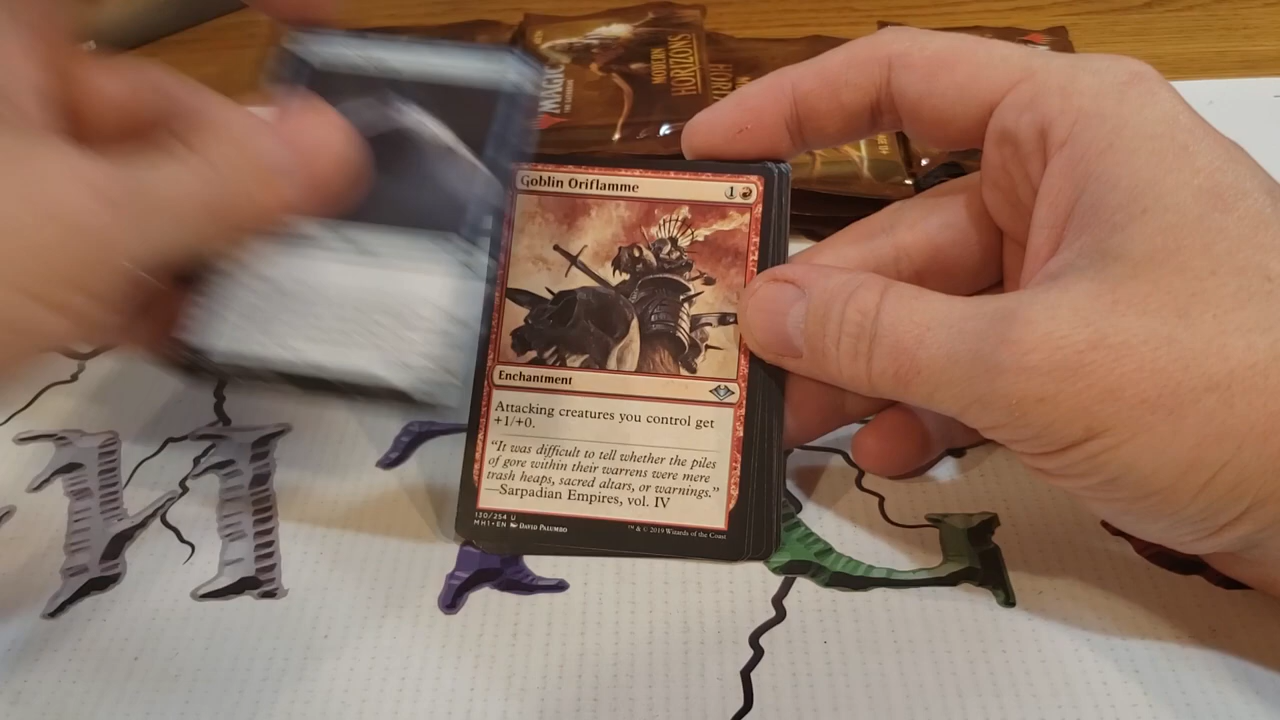 MAGIC
MODERN
HORIZONS
Goblin Oriflamme
1
Enchantment
Attacking creatures you control get
+1/+0.
"It was difficult to tell whether the piles
of gore within their warrens were mere
trash heaps, sacred altars, or warnings."
—Sarpadian Empires, vol. IV
130/254 U
MH1 • EN David Palumbo
™ & © 2019 Wizards of the Coast